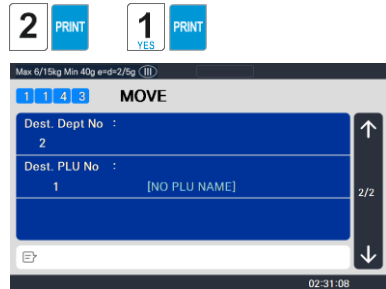 2 PRINT 1 YES PRINT
Max 6/15kg Min 40g e=d=2/5g III
1 1 4 3 MOVE
Dest. Dept No :
2
Dest. PLU No :
1 [NO PLU NAME]
2/2
02:31:08